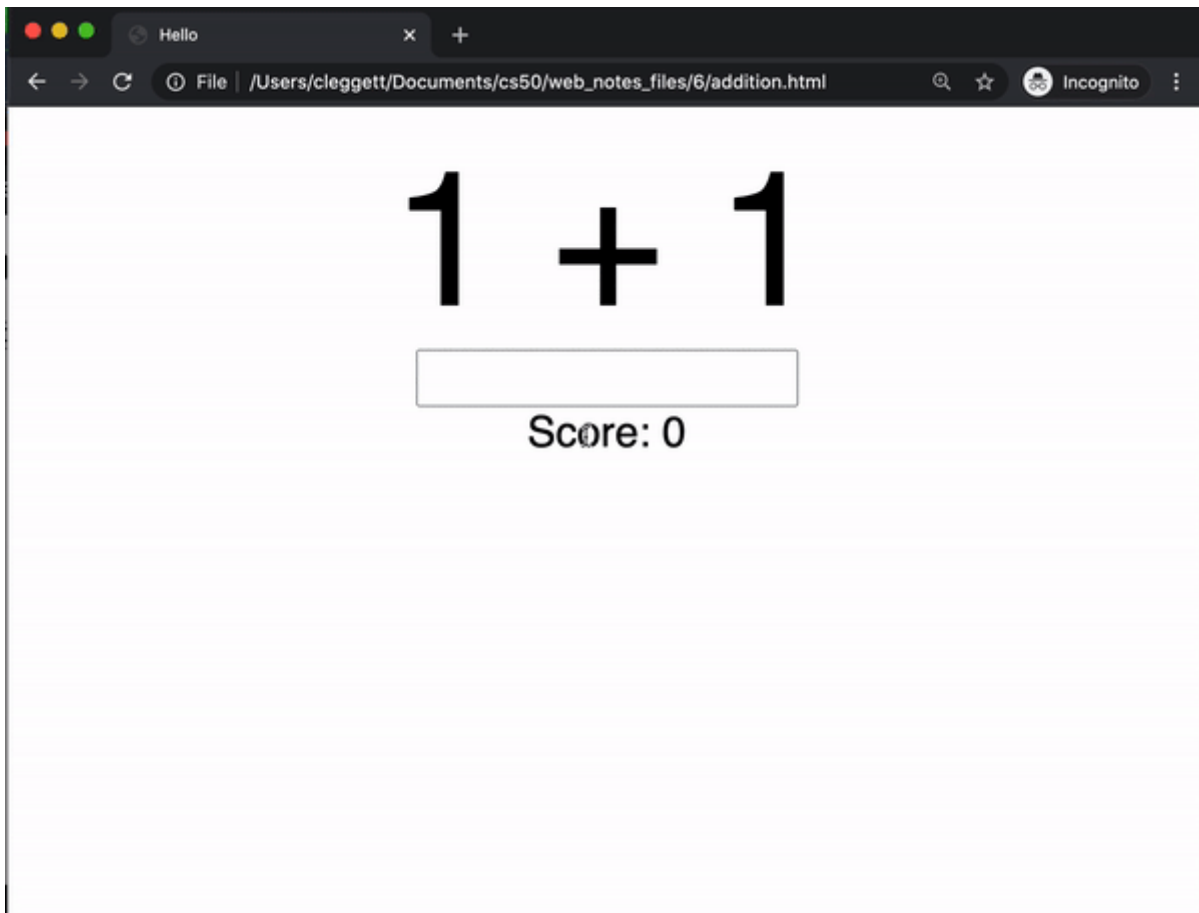 Hello
File /Users/cleggett/Documents/cs50/web_notes_files/6/addition.html Incognito
1 + 1
Score: 0